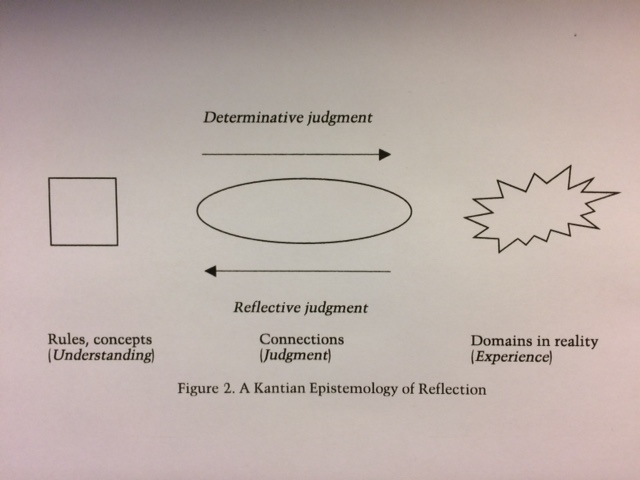 Determinative judgment
Reflective judgment
Rules, concepts
(Understanding)
Connections
(Judgment)
Domains in reality
(Experience)
Figure 2. A Kantian Epistemology of Reflection